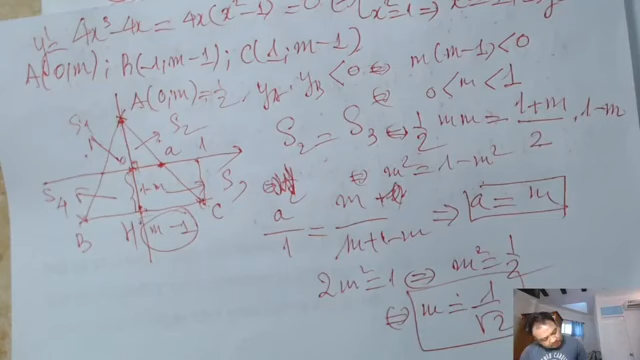 y' = 4x³-4x = 4x(x²-1) = 0 ⇔ x²=1 ⇒
A(0;m); B(-1;m-1); C(1;m-1)
A(0;m) = 1/2, y_A . y_B < 0 ⇔ m(m-1) < 0
⇔ 0 < m < 1
S₂ = S₃ ⇔ 1/2 m m = (1+m)/2 . 1-m
⇔ m² = 1-m²
a/1 = m/(m+1-m) ⇒ a = m
2m² = 1 ⇔ m² = 1/2
⇔ m = 1/√2
S₁ S₂ a 1
S₄ 1-m S₃
B H m-1 C